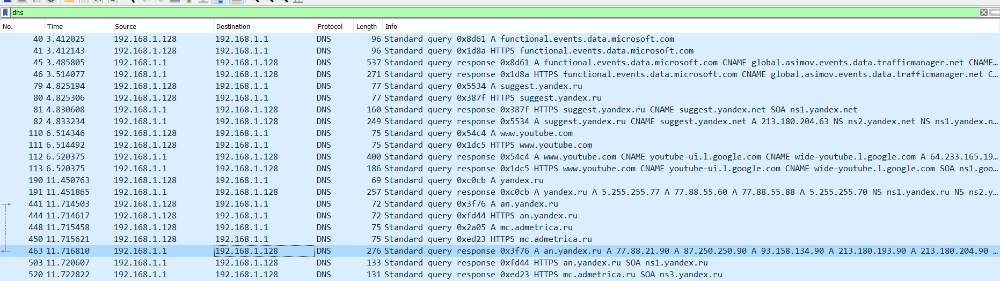 dns
No. Time Source Destination Protocol Length Info
40 3.412025 192.168.1.128 192.168.1.1 DNS 96 Standard query 0x8d61 A functional.events.data.microsoft.com
41 3.412143 192.168.1.128 192.168.1.1 DNS 96 Standard query 0x1d8a HTTPS functional.events.data.microsoft.com
45 3.485805 192.168.1.1 192.168.1.128 DNS 537 Standard query response 0x8d61 A functional.events.data.microsoft.com CNAME global.asimov.events.data.trafficmanager.net CNAME…
46 3.514077 192.168.1.1 192.168.1.128 DNS 271 Standard query response 0x1d8a HTTPS functional.events.data.microsoft.com CNAME global.asimov.events.data.trafficmanager.net C…
79 4.825194 192.168.1.128 192.168.1.1 DNS 77 Standard query 0x5534 A suggest.yandex.ru
80 4.825306 192.168.1.128 192.168.1.1 DNS 77 Standard query 0x387f HTTPS suggest.yandex.ru
81 4.830608 192.168.1.1 192.168.1.128 DNS 160 Standard query response 0x387f HTTPS suggest.yandex.ru CNAME suggest.yandex.net SOA ns1.yandex.net
82 4.833234 192.168.1.1 192.168.1.128 DNS 249 Standard query response 0x5534 A suggest.yandex.ru CNAME suggest.yandex.net A 213.180.204.63 NS ns2.yandex.net NS ns1.yandex.n…
110 6.514346 192.168.1.128 192.168.1.1 DNS 75 Standard query 0x54c4 A www.youtube.com
111 6.514492 192.168.1.128 192.168.1.1 DNS 75 Standard query 0x1dc5 HTTPS www.youtube.com
112 6.520375 192.168.1.1 192.168.1.128 DNS 400 Standard query response 0x54c4 A www.youtube.com CNAME youtube-ui.l.google.com CNAME wide-youtube.l.google.com A 64.233.165.19…
113 6.520375 192.168.1.1 192.168.1.128 DNS 186 Standard query response 0x1dc5 HTTPS www.youtube.com CNAME youtube-ui.l.google.com CNAME wide-youtube.l.google.com SOA ns1.goo…
190 11.450763 192.168.1.128 192.168.1.1 DNS 69 Standard query 0xc0cb A yandex.ru
191 11.451865 192.168.1.1 192.168.1.128 DNS 257 Standard query response 0xc0cb A yandex.ru A 5.255.255.77 A 77.88.55.60 A 77.88.55.88 A 5.255.255.70 NS ns1.yandex.ru NS ns2.y…
441 11.714503 192.168.1.128 192.168.1.1 DNS 72 Standard query 0x3f76 A an.yandex.ru
444 11.714617 192.168.1.128 192.168.1.1 DNS 72 Standard query 0xfd44 HTTPS an.yandex.ru
448 11.715458 192.168.1.128 192.168.1.1 DNS 75 Standard query 0x2a05 A mc.admetrica.ru
450 11.715621 192.168.1.128 192.168.1.1 DNS 75 Standard query 0xed23 HTTPS mc.admetrica.ru
463 11.716810 192.168.1.1 192.168.1.128 DNS 276 Standard query response 0x3f76 A an.yandex.ru A 77.88.21.90 A 87.250.250.90 A 93.158.134.90 A 213.180.193.90 A 213.180.204.90 …
503 11.720607 192.168.1.1 192.168.1.128 DNS 133 Standard query response 0xfd44 HTTPS an.yandex.ru SOA ns1.yandex.ru
520 11.722822 192.168.1.1 192.168.1.128 DNS 131 Standard query response 0xed23 HTTPS mc.admetrica.ru SOA ns3.yandex.ru